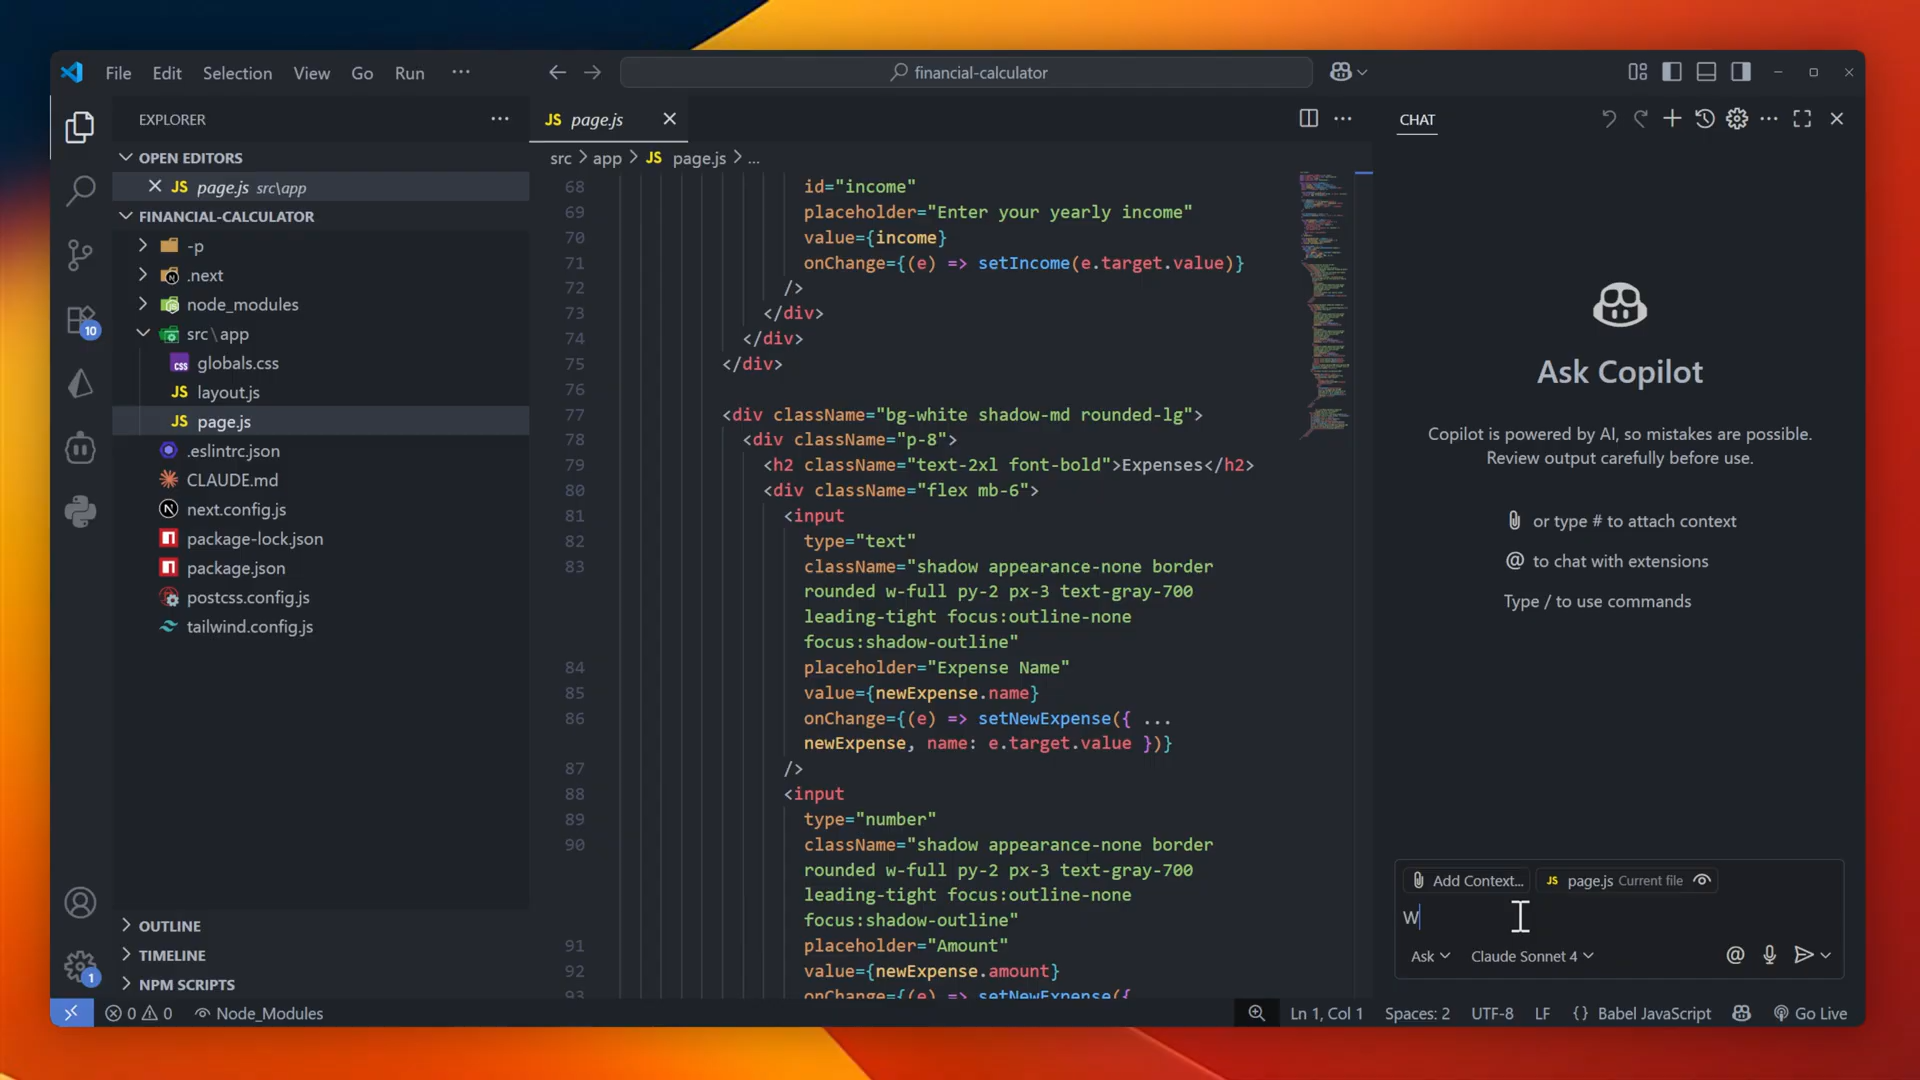 File Edit Selection View Go Run ···
financial-calculator
EXPLORER
OPEN EDITORS
JS page.js src\app
FINANCIAL-CALCULATOR
-p
.next
node_modules
src\app
css globals.css
JS layout.js
JS page.js
.eslintrc.json
CLAUDE.md
next.config.js
package-lock.json
package.json
postcss.config.js
tailwind.config.js
OUTLINE
TIMELINE
NPM SCRIPTS
10
1
JS page.js
src > app > JS page.js > ...
68 id="income"
69 placeholder="Enter your yearly income"
70 value={income}
71 onChange={(e) => setIncome(e.target.value)}
72 />
73 </div>
74 </div>
75 </div>
76
77 <div className="bg-white shadow-md rounded-lg">
78 <div className="p-8">
79 <h2 className="text-2xl font-bold">Expenses</h2>
80 <div className="flex mb-6">
81 <input
82 type="text"
83 className="shadow appearance-none border
rounded w-full py-2 px-3 text-gray-700
leading-tight focus:outline-none
focus:shadow-outline"
84 placeholder="Expense Name"
85 value={newExpense.name}
86 onChange={(e) => setNewExpense({ ...
newExpense, name: e.target.value })}
87 />
88 <input
89 type="number"
90 className="shadow appearance-none border
rounded w-full py-2 px-3 text-gray-700
leading-tight focus:outline-none
focus:shadow-outline"
91 placeholder="Amount"
92 value={newExpense.amount}
93 onChange={(e) => setNewExpense({
CHAT
Ask Copilot
Copilot is powered by AI, so mistakes are possible.
Review output carefully before use.
or type # to attach context
@ to chat with extensions
Type / to use commands
Add Context... JS page.js Current file
W
Ask Claude Sonnet 4 @
0 0 Node_Modules
Ln 1, Col 1 Spaces: 2 UTF-8 LF {} Babel JavaScript Go Live